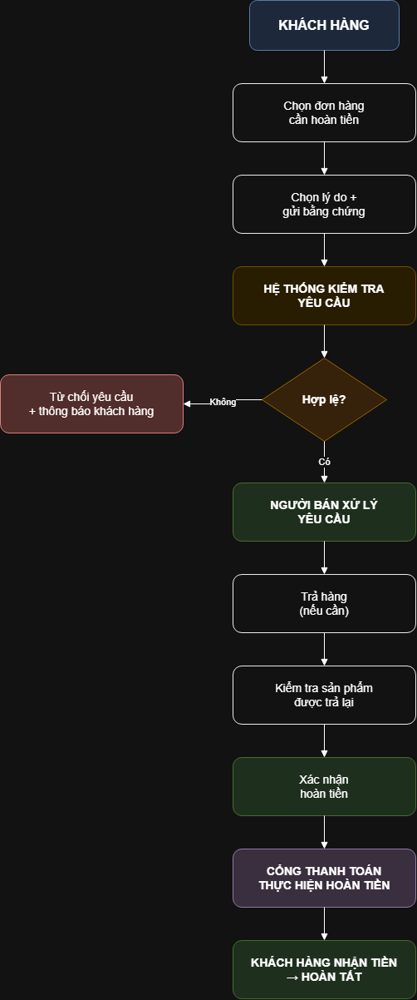 KHÁCH HÀNG
Chọn đơn hàng
cần hoàn tiền
Chọn lý do +
gửi bằng chứng
HỆ THỐNG KIỂM TRA
YÊU CẦU
Hợp lệ?
Không
Từ chối yêu cầu
+ thông báo khách hàng
Có
NGƯỜI BÁN XỬ LÝ
YÊU CẦU
Trả hàng
(nếu cần)
Kiểm tra sản phẩm
được trả lại
Xác nhận
hoàn tiền
CỔNG THANH TOÁN
THỰC HIỆN HOÀN TIỀN
KHÁCH HÀNG NHẬN TIỀN
→ HOÀN TẤT